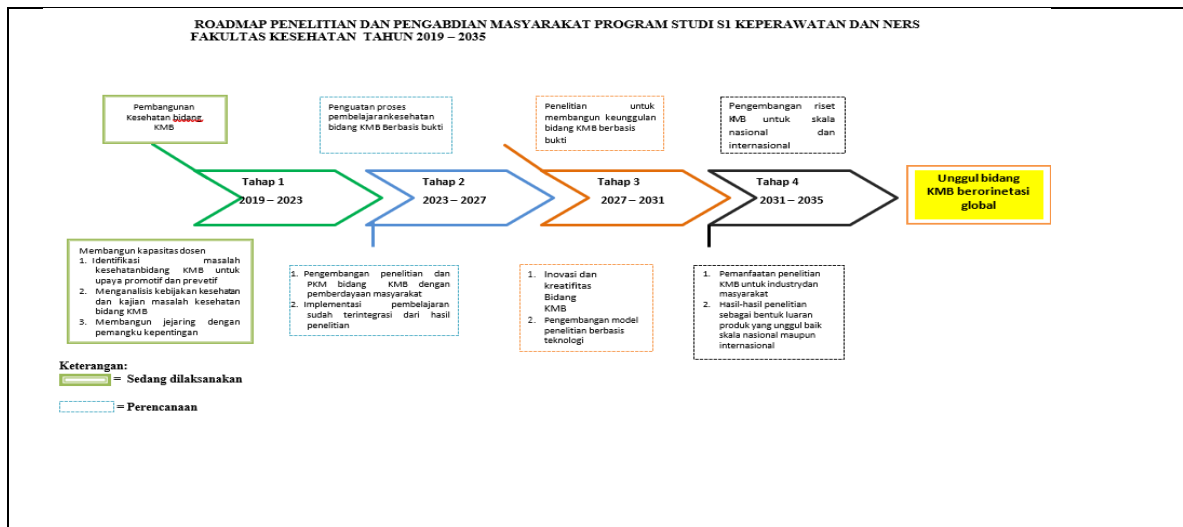 ROADMAP PENELITIAN DAN PENGABDIAN MASYARAKAT PROGRAM STUDI S1 KEPERAWATAN DAN NERS
FAKULTAS KESEHATAN TAHUN 2019 – 2035
Pembangunan
Kesehatan bidang
KMB
Penguatan proses
pembelajarankesehatan
bidang KMB Berbasis bukti
Penelitian untuk
membangun keunggulan
bidang KMB berbasis
bukti
Pengembangan riset
KMB untuk skala
nasional dan
internasional
Tahap 1
2019 – 2023
Tahap 2
2023 – 2027
Tahap 3
2027 – 2031
Tahap 4
2031 – 2035
Unggul bidang
KMB berorinetasi
global
Membangun kapasitas dosen
1. Identifikasi masalah
kesehatanbidang KMB untuk
upaya promotif dan prevetif
2. Menganalisis kebijakan kesehatan
dan kajian masalah kesehatan
bidang KMB
3. Membangun jejaring dengan
pemangku kepentingan
1. Pengembangan penelitian dan
PKM bidang KMB dengan
pemberdayaan masyarakat
2. Implementasi pembelajaran
sudah terintegrasi dari hasil
penelitian
1. Inovasi dan
kreatifitas
Bidang
KMB
2. Pengembangan model
penelitian berbasis
teknologi
1. Pemanfaatan penelitian
KMB untuk industrydan
masyarakat
2. Hasil-hasil penelitian
sebagai bentuk luaran
produk yang unggul baik
skala nasional maupun
internasional
Keterangan:
= Sedang dilaksanakan
= Perencanaan